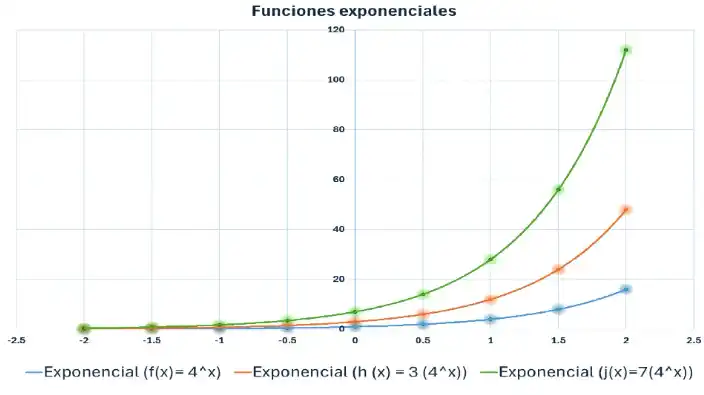 Funciones exponenciales
120
100
80
60
40
20
0
-2.5 -2 -1.5 -1 -0.5 0 0.5 1 1.5 2 2.5
Exponencial (f(x)= 4^x) Exponencial (h (x) = 3 (4^x)) Exponencial (j(x)=7(4^x))